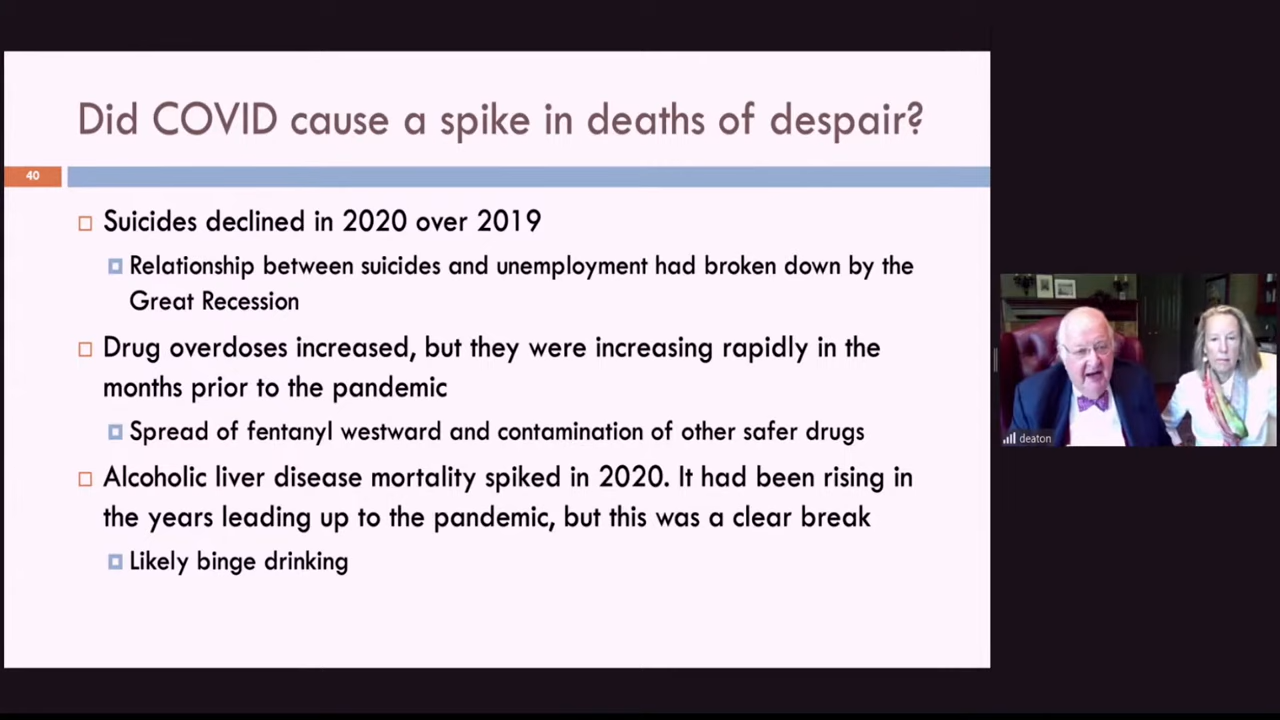 Did COVID cause a spike in deaths of despair?
40
Suicides declined in 2020 over 2019
Relationship between suicides and unemployment had broken down by the
Great Recession
Drug overdoses increased, but they were increasing rapidly in the
months prior to the pandemic
Spread of fentanyl westward and contamination of other safer drugs
Alcoholic liver disease mortality spiked in 2020. It had been rising in
the years leading up to the pandemic, but this was a clear break
Likely binge drinking
deaton